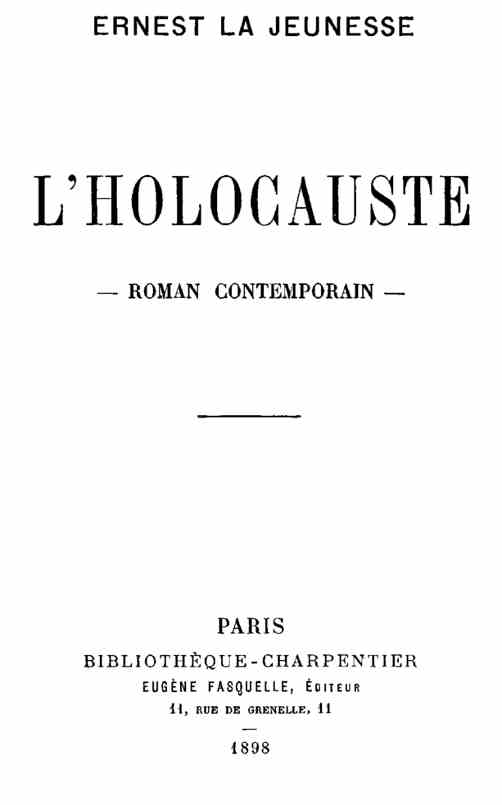 ERNEST LA JEUNESSE
L'HOLOCAUSTE
— ROMAN CONTEMPORAIN —
PARIS
BIBLIOTHÈQUE-CHARPENTIER
EUGÈNE FASQUELLE, ÉDITEUR
11, RUE DE GRENELLE, 11
1898